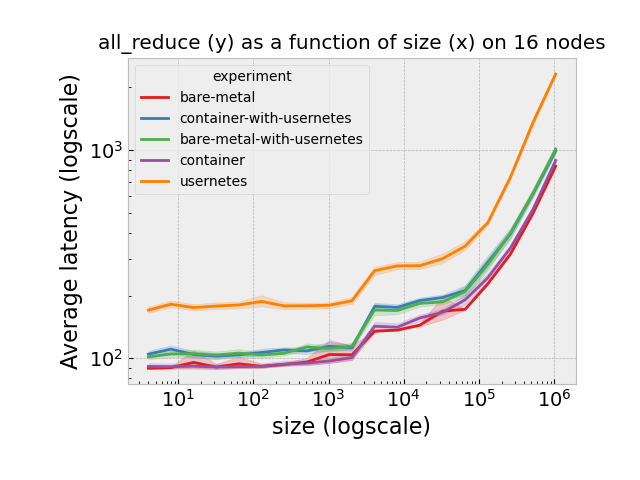 all_reduce (y) as a function of size (x) on 16 nodes
experiment
bare-metal
container-with-usernetes
bare-metal-with-usernetes
container
usernetes
Average latency (logscale)
10³
10²
10¹ 10² 10³ 10⁴ 10⁵ 10⁶
size (logscale)